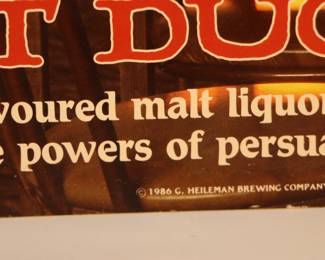 T DUC
voured malt liquor
e powers of persua
© 1986 G. HEILEMAN BREWING COMPANY